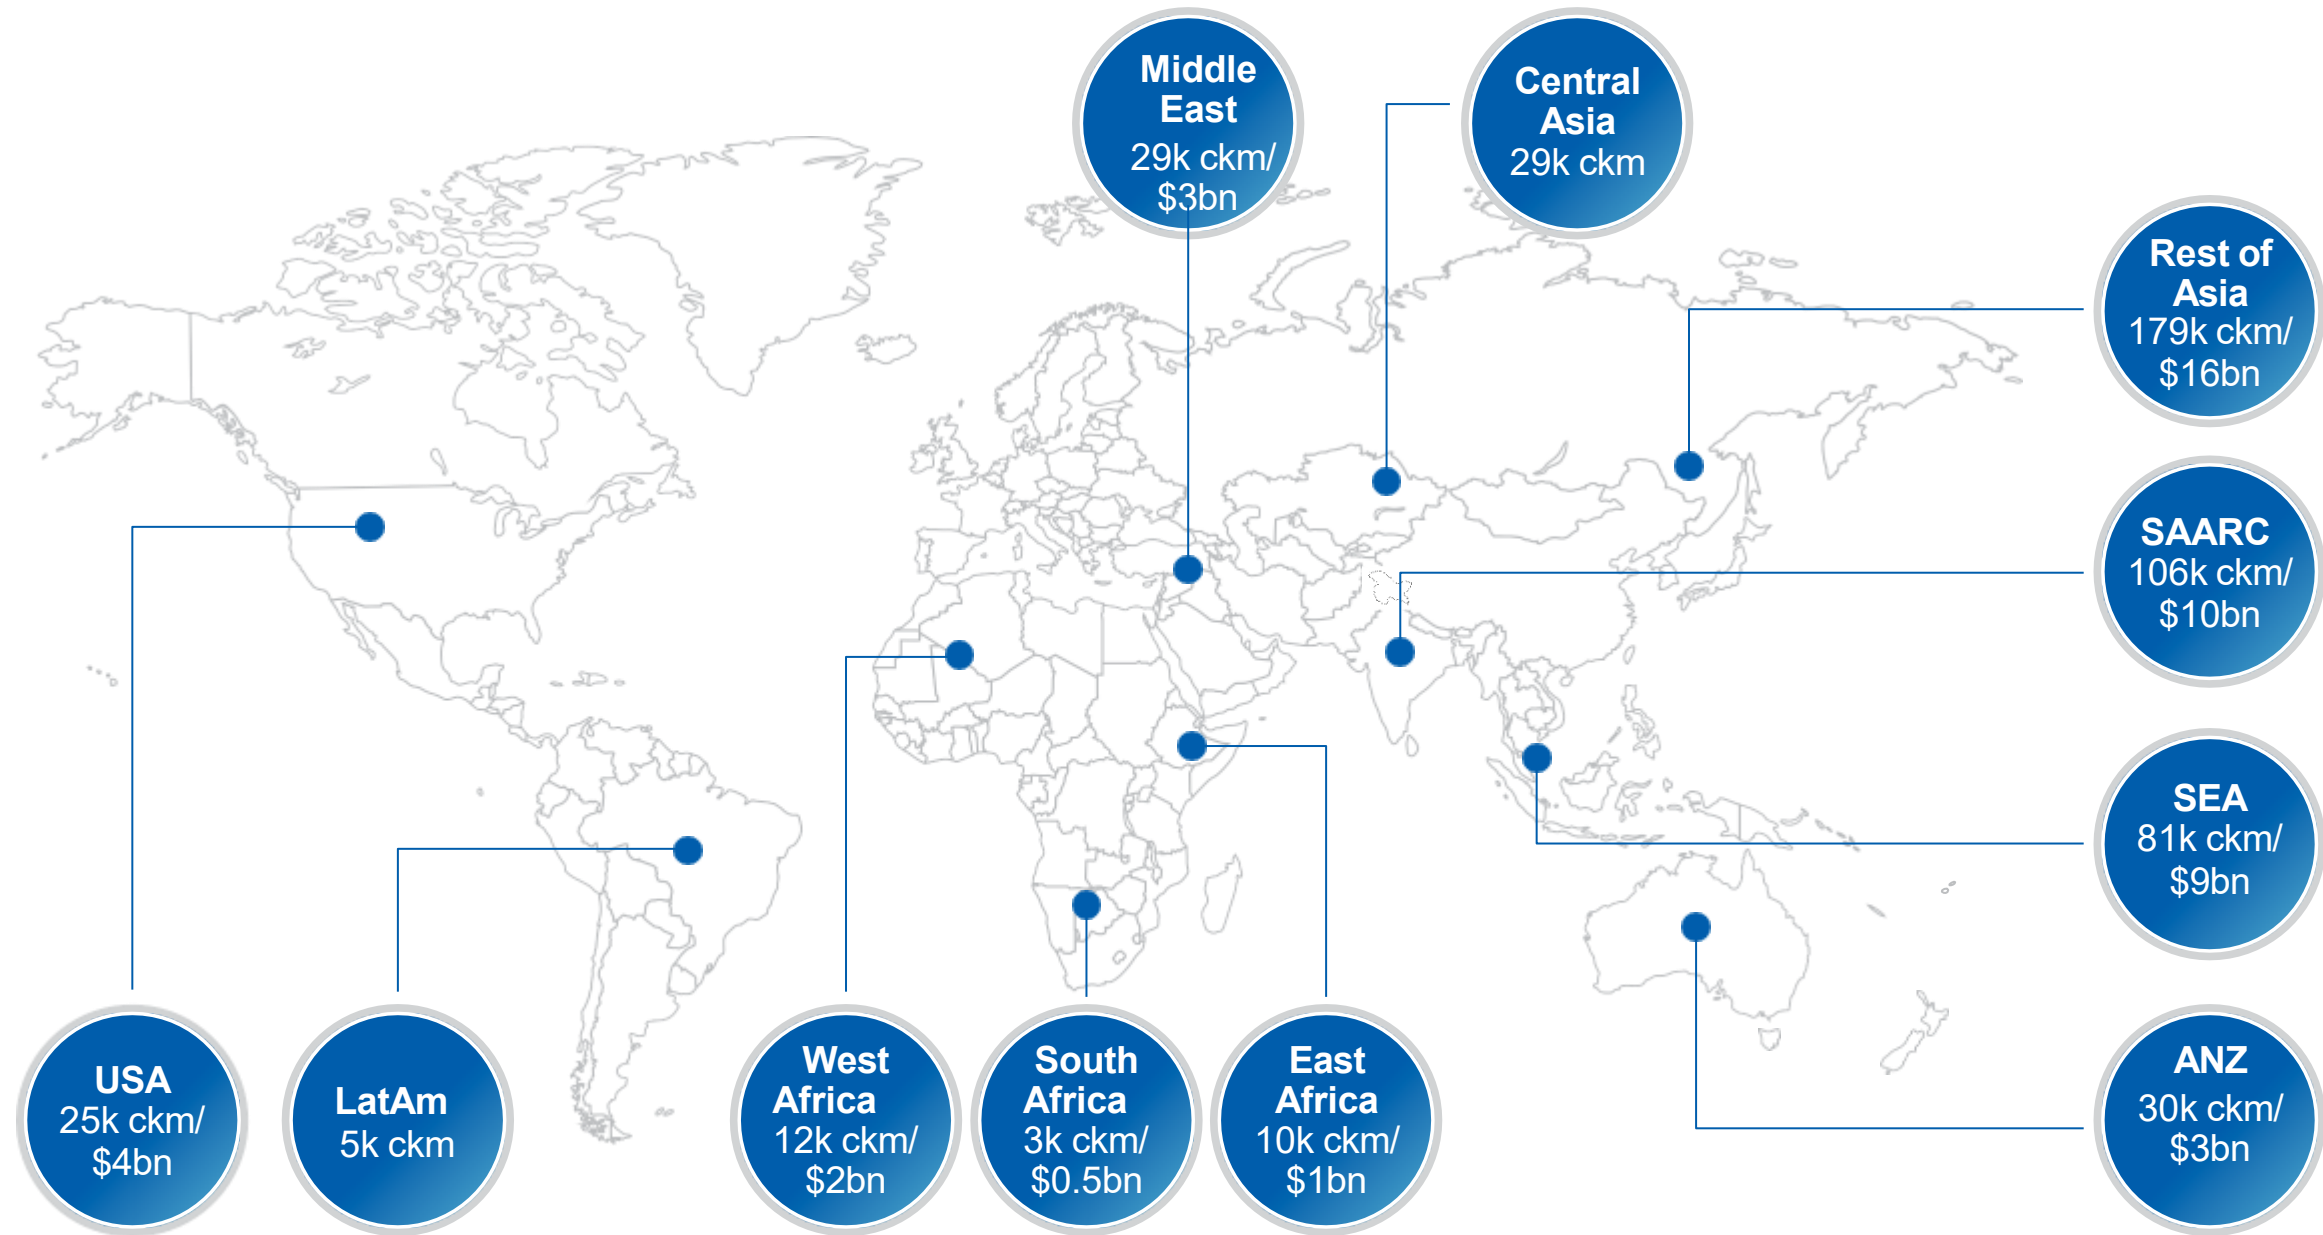 Middle
East
29k ckm/
$3bn
Central
Asia
29k ckm
Rest of
Asia
179k ckm/
$16bn
SAARC
106k ckm/
$10bn
SEA
81k ckm/
$9bn
ANZ
30k ckm/
$3bn
USA
25k ckm/
$4bn
LatAm
5k ckm
West
Africa
12k ckm/
$2bn
South
Africa
3k ckm/
$0.5bn
East
Africa
10k ckm/
$1bn